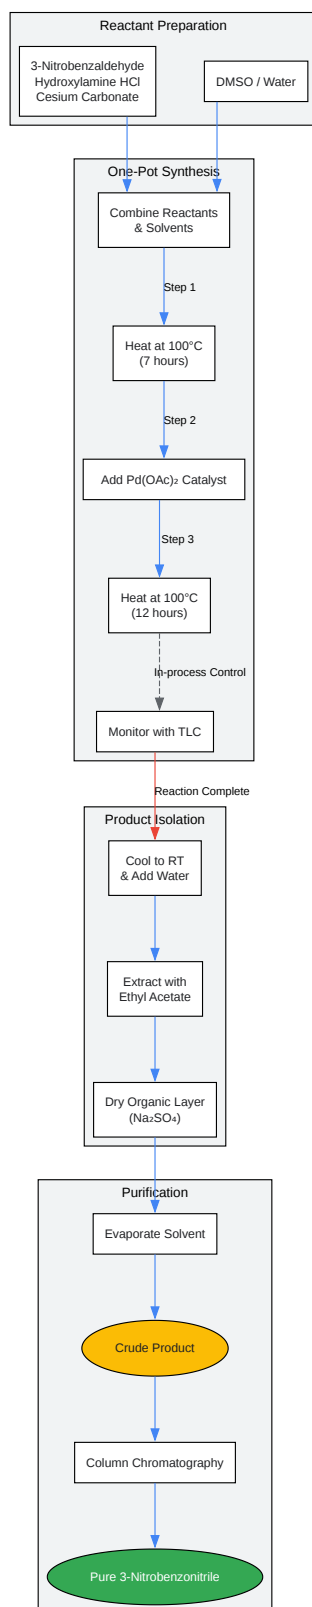 Reactant Preparation
3-Nitrobenzaldehyde
Hydroxylamine HCl
Cesium Carbonate
DMSO / Water
One-Pot Synthesis
Combine Reactants
& Solvents
Step 1
Heat at 100°C
(7 hours)
Step 2
Add Pd(OAc)₂ Catalyst
Step 3
Heat at 100°C
(12 hours)
In-process Control
Monitor with TLC
Reaction Complete
Product Isolation
Cool to RT
& Add Water
Extract with
Ethyl Acetate
Dry Organic Layer
(Na₂SO₄)
Purification
Evaporate Solvent
Crude Product
Column Chromatography
Pure 3-Nitrobenzonitrile